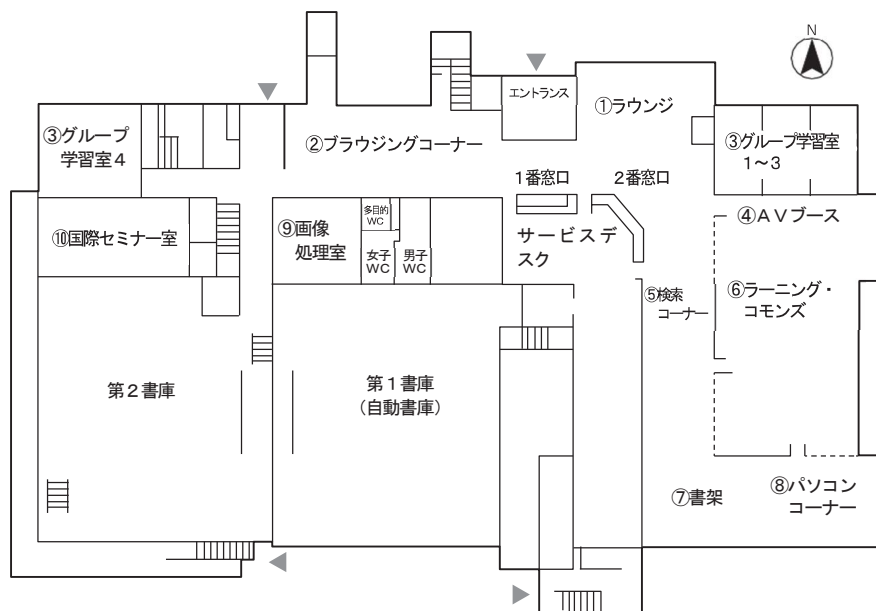 N
エントランス
①ラウンジ
③グループ
学習室4
②ブラウジングコーナー
③グループ学習室
1～3
1番窓口
2番窓口
④AVブース
⑩国際セミナー室
⑨画像
処理室
多目的
WC
女子
WC
男子
WC
サービスデ
スク
⑤検索
コーナー
⑥ラーニング・
コモンズ
第2書庫
第1書庫
(自動書庫)
⑦書架
⑧パソコン
コーナー